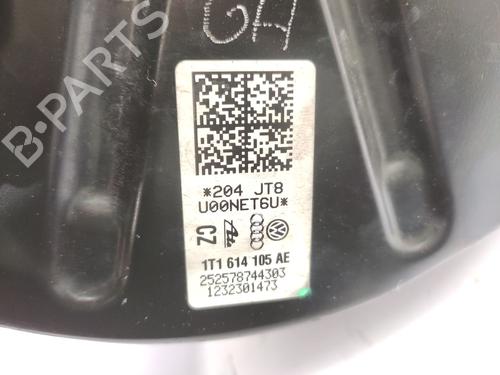 GH
B-PARTS
*204 JT8
U00NET6U*
CZ
1T1 614 105 AE
252578744303
1232301473